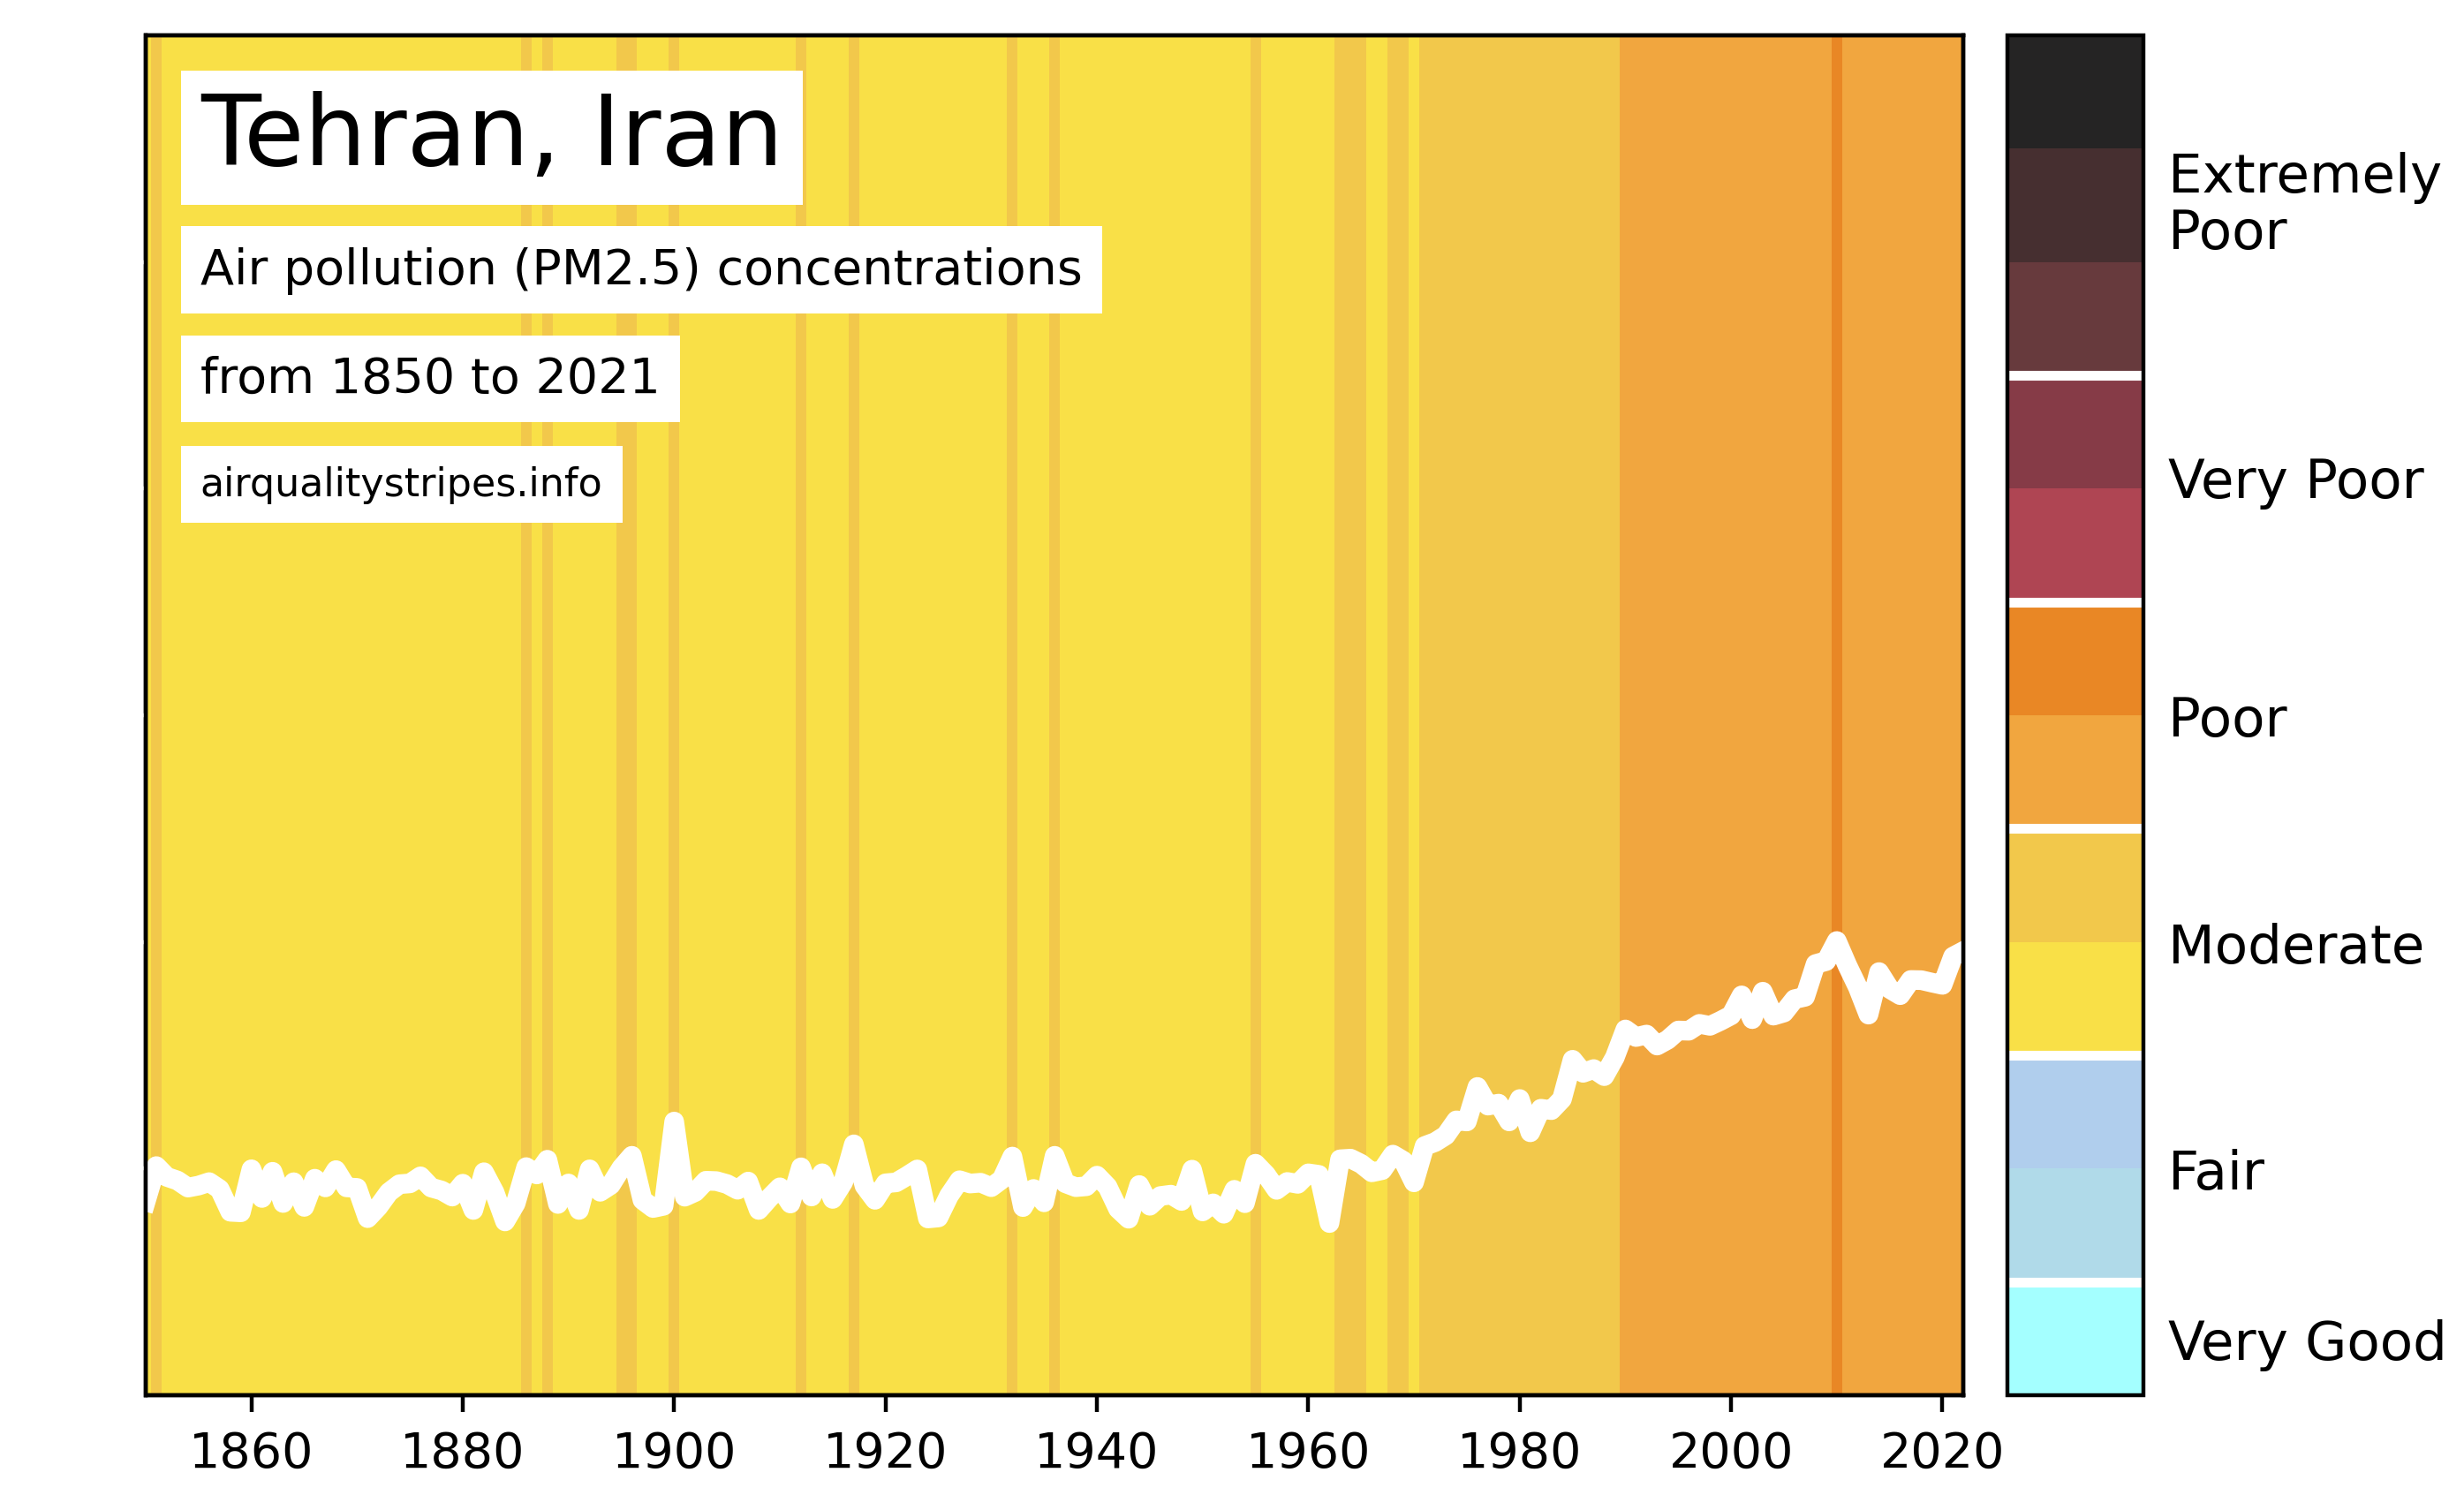 Tehran, Iran
Air pollution (PM2.5) concentrations
from 1850 to 2021
airqualitystripes.info
Extremely
Poor
Very Poor
Poor
Moderate
Fair
Very Good
1860 1880 1900 1920 1940 1960 1980 2000 2020